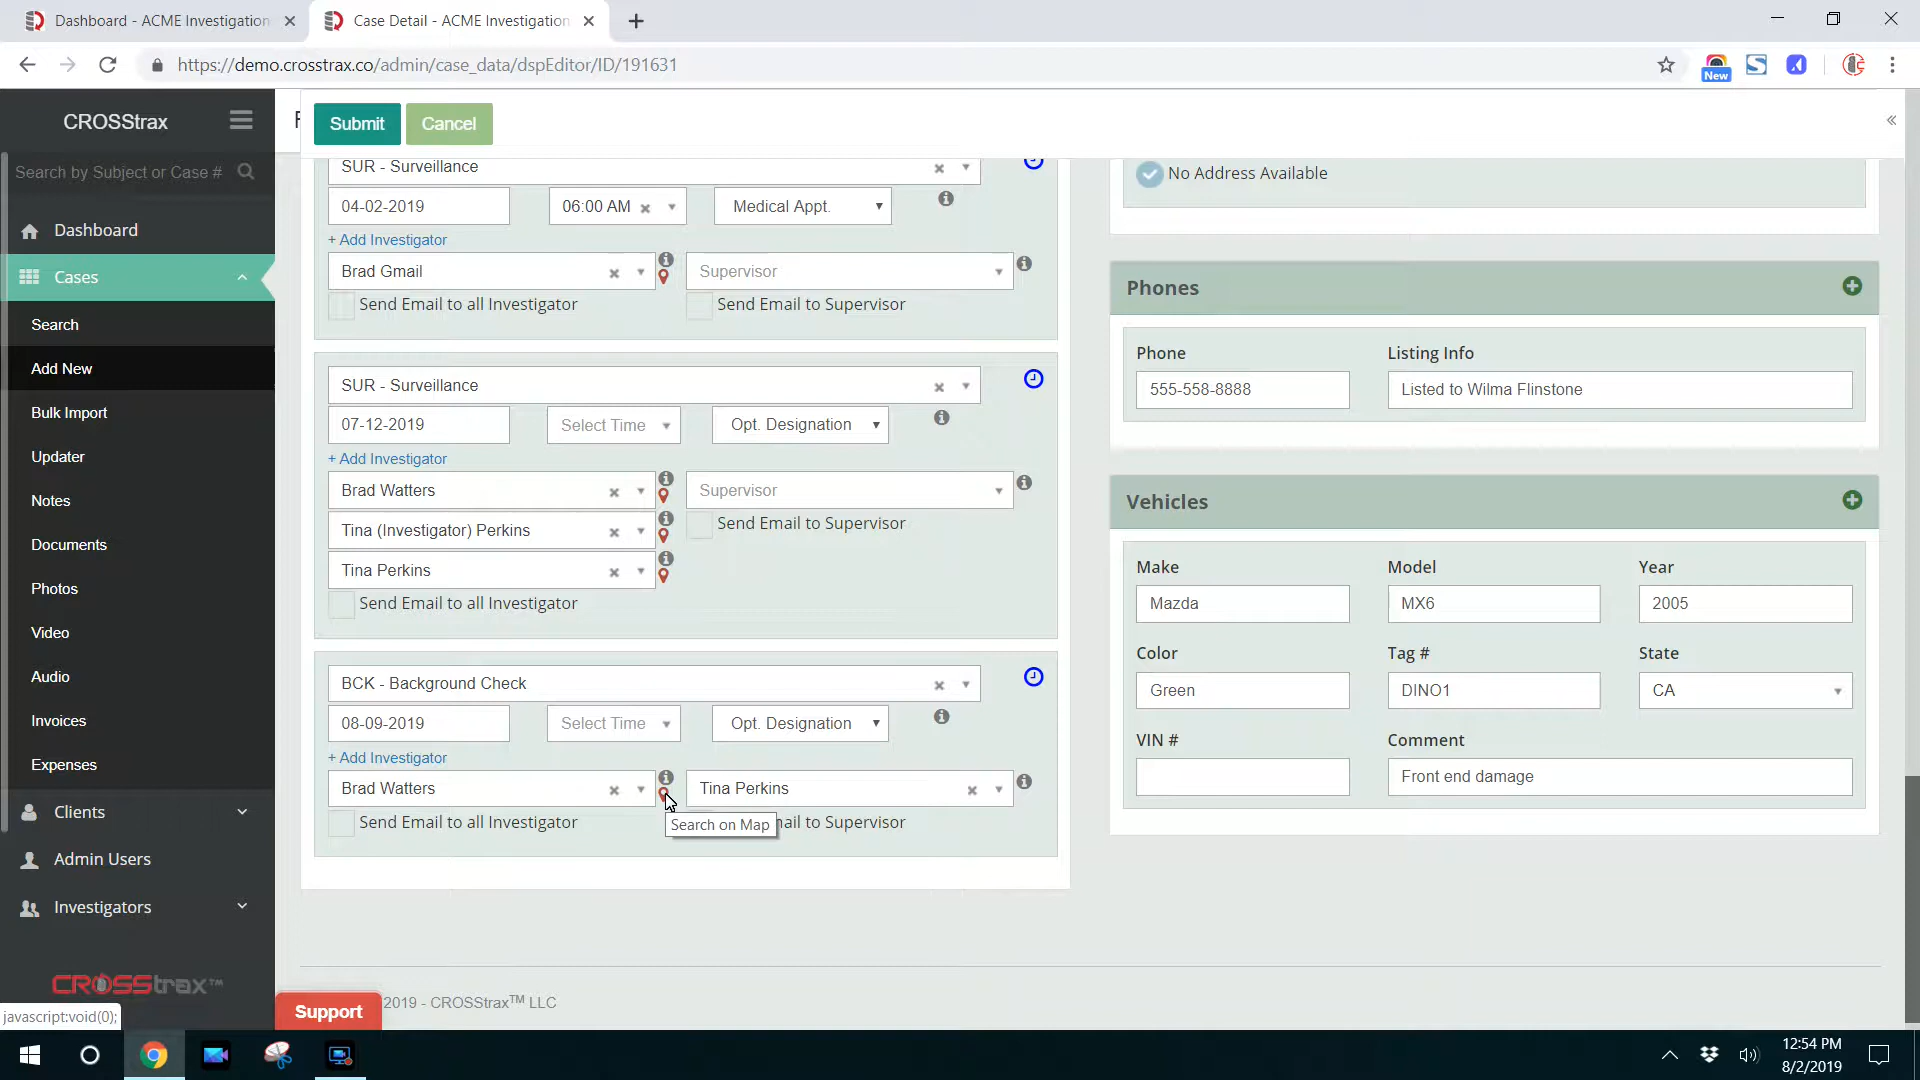 Dashboard - ACME Investigation
Case Detail - ACME Investigation
https://demo.crosstrax.co/admin/case_data/dspEditor/ID/191631
New
CROSStrax
Search by Subject or Case #
Dashboard
Cases
Search
Add New
Bulk Import
Updater
Notes
Documents
Photos
Video
Audio
Invoices
Expenses
Clients
Admin Users
Investigators
CROSStrax™
javascript:void(0);
Submit
Cancel
SUR - Surveillance
04-02-2019
06:00 AM
Medical Appt.
+ Add Investigator
Brad Gmail
Supervisor
Send Email to all Investigator
Send Email to Supervisor
SUR - Surveillance
07-12-2019
Select Time
Opt. Designation
+ Add Investigator
Brad Watters
Supervisor
Tina (Investigator) Perkins
Send Email to Supervisor
Tina Perkins
Send Email to all Investigator
BCK - Background Check
08-09-2019
Select Time
Opt. Designation
+ Add Investigator
Brad Watters
Tina Perkins
Send Email to all Investigator
Search on Map
ail to Supervisor
Support
2019 - CROSStrax™ LLC
No Address Available
Phones
Phone
Listing Info
555-558-8888
Listed to Wilma Flinstone
Vehicles
Make
Model
Year
Mazda
MX6
2005
Color
Tag #
State
Green
DINO1
CA
VIN #
Comment
Front end damage
12:54 PM
8/2/2019